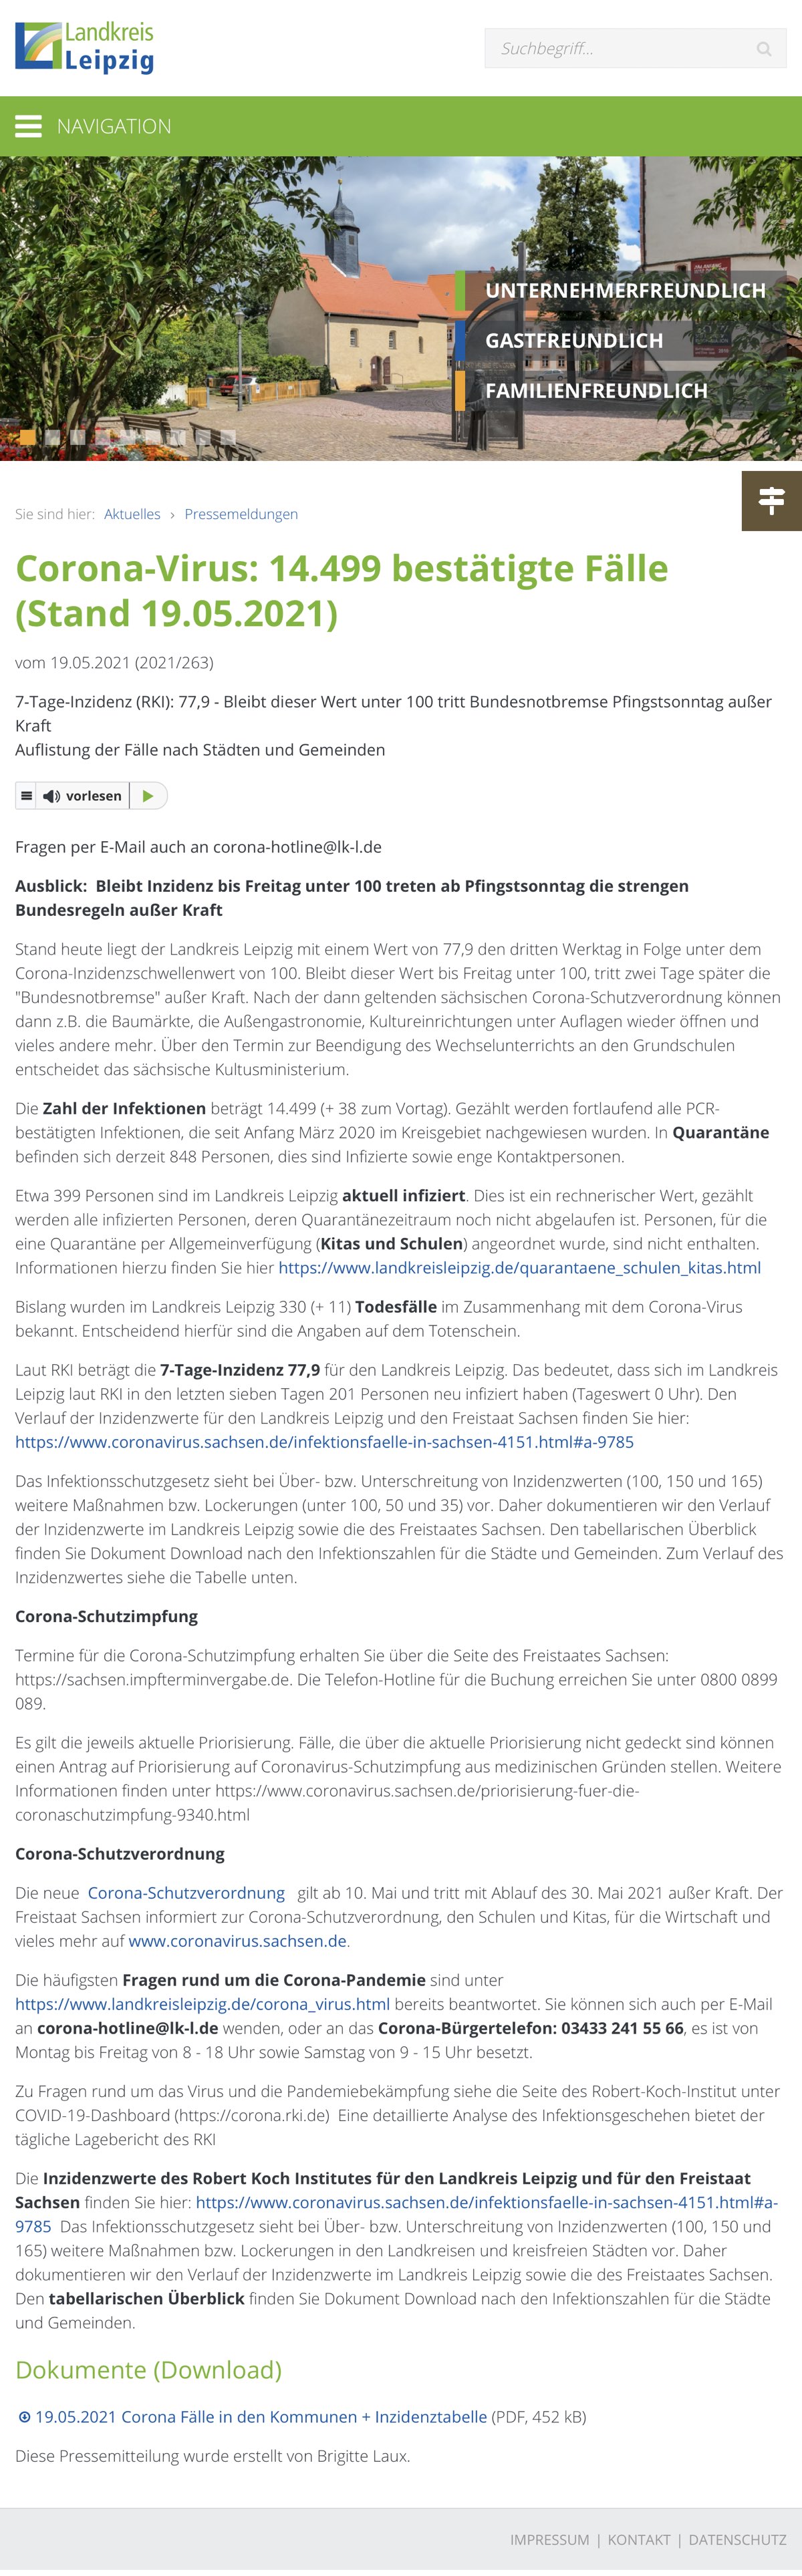 Landkreis
Leipzig
Suchbegriff...
NAVIGATION
UNTERNEHMERFREUNDLICH
GASTFREUNDLICH
FAMILIENFREUNDLICH
Sie sind hier: Aktuelles › Pressemeldungen
Corona-Virus: 14.499 bestätigte Fälle
(Stand 19.05.2021)
vom 19.05.2021 (2021/263)
7-Tage-Inzidenz (RKI): 77,9 - Bleibt dieser Wert unter 100 tritt Bundesnotbremse Pfingstsonntag außer
Kraft
Auflistung der Fälle nach Städten und Gemeinden
vorlesen
Fragen per E-Mail auch an corona-hotline@lk-l.de
Ausblick:  Bleibt Inzidenz bis Freitag unter 100 treten ab Pfingstsonntag die strengen
Bundesregeln außer Kraft
Stand heute liegt der Landkreis Leipzig mit einem Wert von 77,9 den dritten Werktag in Folge unter dem
Corona-Inzidenzschwellenwert von 100. Bleibt dieser Wert bis Freitag unter 100, tritt zwei Tage später die
"Bundesnotbremse" außer Kraft. Nach der dann geltenden sächsischen Corona-Schutzverordnung können
dann z.B. die Baumärkte, die Außengastronomie, Kultureinrichtungen unter Auflagen wieder öffnen und
vieles andere mehr. Über den Termin zur Beendigung des Wechselunterrichts an den Grundschulen
entscheidet das sächsische Kultusministerium.
Die Zahl der Infektionen beträgt 14.499 (+ 38 zum Vortag). Gezählt werden fortlaufend alle PCR-
bestätigten Infektionen, die seit Anfang März 2020 im Kreisgebiet nachgewiesen wurden. In Quarantäne
befinden sich derzeit 848 Personen, dies sind Infizierte sowie enge Kontaktpersonen.
Etwa 399 Personen sind im Landkreis Leipzig aktuell infiziert. Dies ist ein rechnerischer Wert, gezählt
werden alle infizierten Personen, deren Quarantänezeitraum noch nicht abgelaufen ist. Personen, für die
eine Quarantäne per Allgemeinverfügung (Kitas und Schulen) angeordnet wurde, sind nicht enthalten.
Informationen hierzu finden Sie hier https://www.landkreisleipzig.de/quarantaene_schulen_kitas.html
Bislang wurden im Landkreis Leipzig 330 (+ 11) Todesfälle im Zusammenhang mit dem Corona-Virus
bekannt. Entscheidend hierfür sind die Angaben auf dem Totenschein.
Laut RKI beträgt die 7-Tage-Inzidenz 77,9 für den Landkreis Leipzig. Das bedeutet, dass sich im Landkreis
Leipzig laut RKI in den letzten sieben Tagen 201 Personen neu infiziert haben (Tageswert 0 Uhr). Den
Verlauf der Inzidenzwerte für den Landkreis Leipzig und den Freistaat Sachsen finden Sie hier:
https://www.coronavirus.sachsen.de/infektionsfaelle-in-sachsen-4151.html#a-9785
Das Infektionsschutzgesetz sieht bei Über- bzw. Unterschreitung von Inzidenzwerten (100, 150 und 165)
weitere Maßnahmen bzw. Lockerungen (unter 100, 50 und 35) vor. Daher dokumentieren wir den Verlauf
der Inzidenzwerte im Landkreis Leipzig sowie die des Freistaates Sachsen. Den tabellarischen Überblick
finden Sie Dokument Download nach den Infektionszahlen für die Städte und Gemeinden. Zum Verlauf des
Inzidenzwertes siehe die Tabelle unten.
Corona-Schutzimpfung
Termine für die Corona-Schutzimpfung erhalten Sie über die Seite des Freistaates Sachsen:
https://sachsen.impfterminvergabe.de. Die Telefon-Hotline für die Buchung erreichen Sie unter 0800 0899
089.
Es gilt die jeweils aktuelle Priorisierung. Fälle, die über die aktuelle Priorisierung nicht gedeckt sind können
einen Antrag auf Priorisierung auf Coronavirus-Schutzimpfung aus medizinischen Gründen stellen. Weitere
Informationen finden unter https://www.coronavirus.sachsen.de/priorisierung-fuer-die-
coronaschutzimpfung-9340.html
Corona-Schutzverordnung
Die neue  Corona-Schutzverordnung   gilt ab 10. Mai und tritt mit Ablauf des 30. Mai 2021 außer Kraft. Der
Freistaat Sachsen informiert zur Corona-Schutzverordnung, den Schulen und Kitas, für die Wirtschaft und
vieles mehr auf www.coronavirus.sachsen.de.
Die häufigsten Fragen rund um die Corona-Pandemie sind unter
https://www.landkreisleipzig.de/corona_virus.html bereits beantwortet. Sie können sich auch per E-Mail
an corona-hotline@lk-l.de wenden, oder an das Corona-Bürgertelefon: 03433 241 55 66, es ist von
Montag bis Freitag von 8 - 18 Uhr sowie Samstag von 9 - 15 Uhr besetzt.
Zu Fragen rund um das Virus und die Pandemiebekämpfung siehe die Seite des Robert-Koch-Institut unter
COVID-19-Dashboard (https://corona.rki.de)  Eine detaillierte Analyse des Infektionsgeschehen bietet der
tägliche Lagebericht des RKI
Die Inzidenzwerte des Robert Koch Institutes für den Landkreis Leipzig und für den Freistaat
Sachsen finden Sie hier: https://www.coronavirus.sachsen.de/infektionsfaelle-in-sachsen-4151.html#a-
9785  Das Infektionsschutzgesetz sieht bei Über- bzw. Unterschreitung von Inzidenzwerten (100, 150 und
165) weitere Maßnahmen bzw. Lockerungen in den Landkreisen und kreisfreien Städten vor. Daher
dokumentieren wir den Verlauf der Inzidenzwerte im Landkreis Leipzig sowie die des Freistaates Sachsen.
Den tabellarischen Überblick finden Sie Dokument Download nach den Infektionszahlen für die Städte
und Gemeinden.
Dokumente (Download)
19.05.2021 Corona Fälle in den Kommunen + Inzidenztabelle (PDF, 452 kB)
Diese Pressemitteilung wurde erstellt von Brigitte Laux.
IMPRESSUM | KONTAKT | DATENSCHUTZ